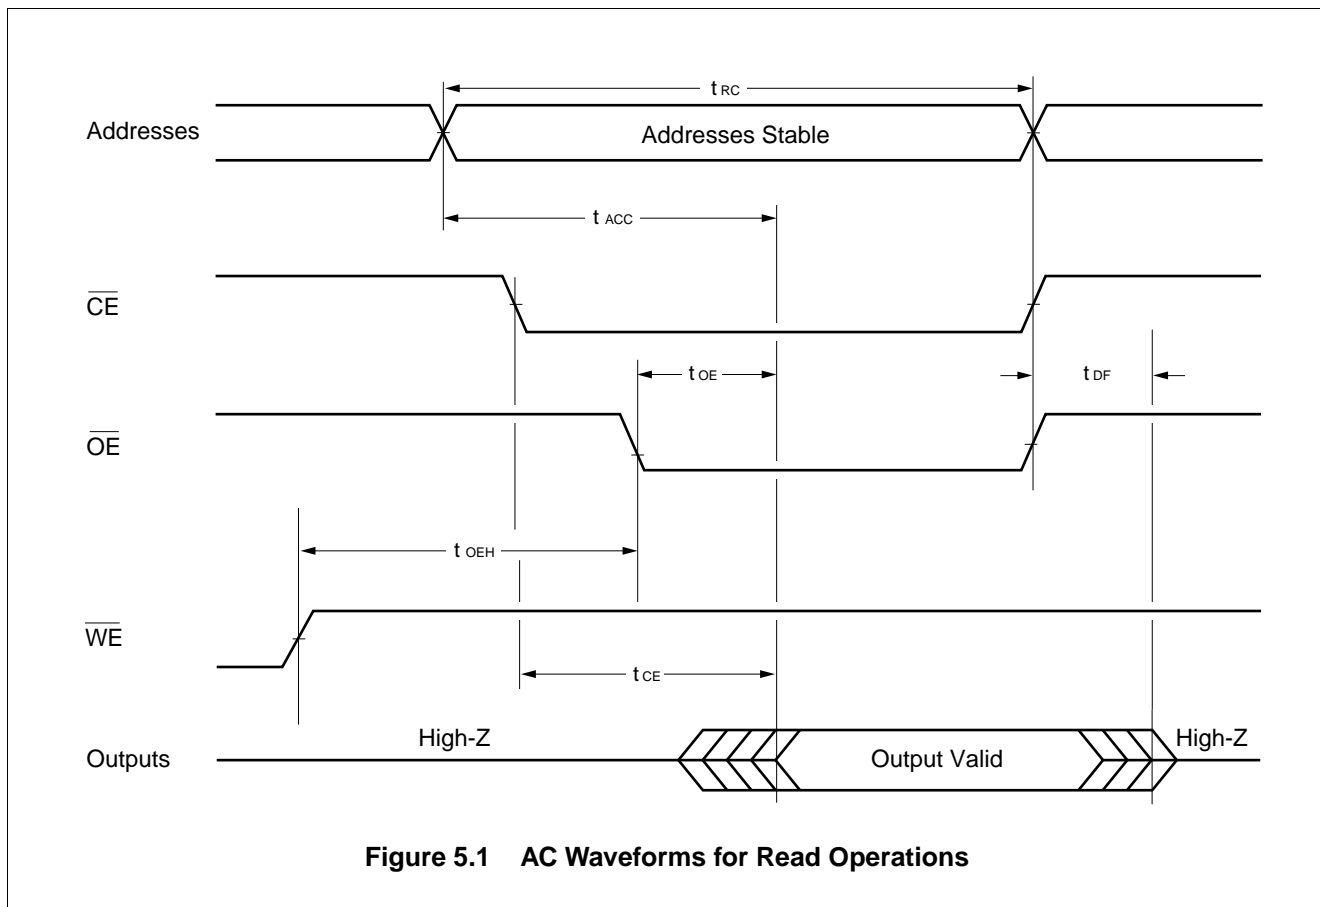 t RC
Addresses
Addresses Stable
t ACC
CE
t OE
t DF
OE
t OEH
WE
t CE
High-Z
High-Z
Outputs
Output Valid
Figure 5.1 AC Waveforms for Read Operations